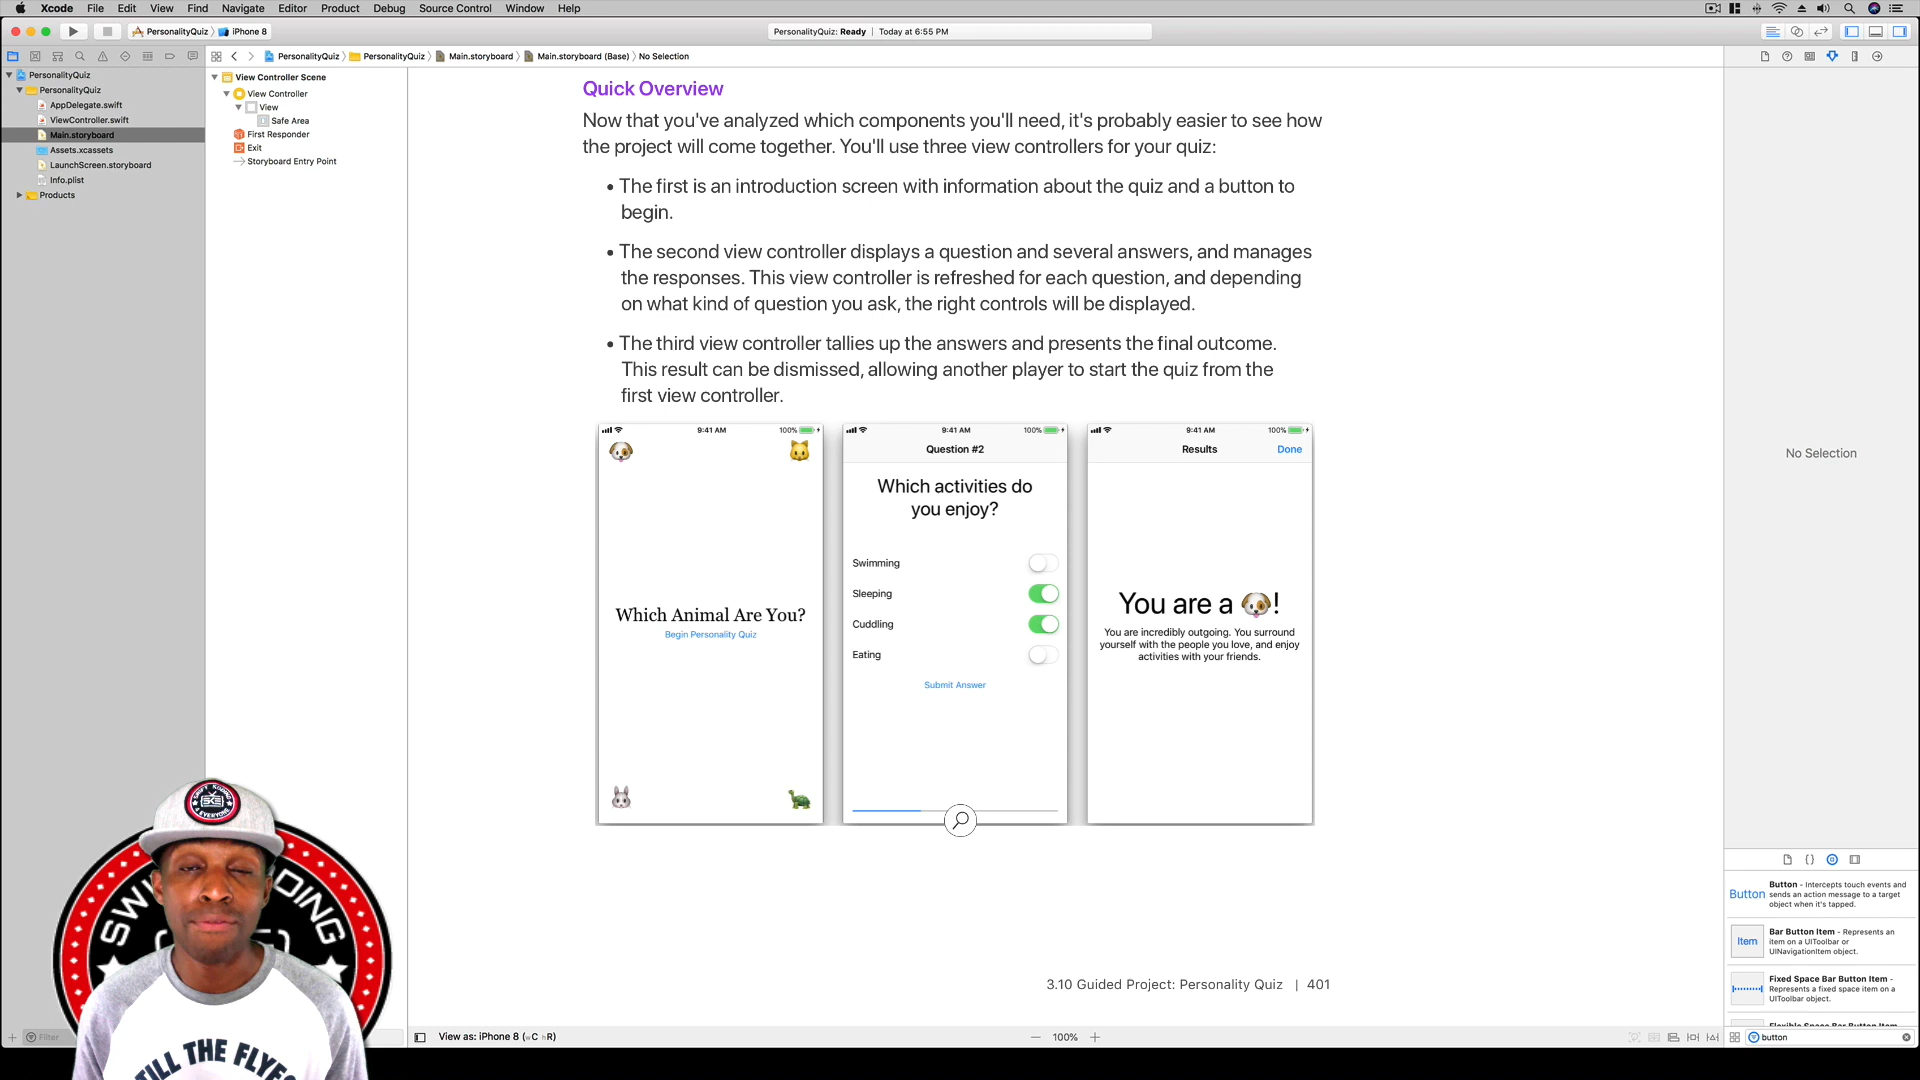 Xcode File Edit View Find Navigate Editor Product Debug Source Control Window Help
PersonalityQuiz iPhone 8
PersonalityQuiz: Ready Today at 6:55 PM
PersonalityQuiz PersonalityQuiz Main.storyboard Main.storyboard (Base) No Selection
PersonalityQuiz
PersonalityQuiz
AppDelegate.swift
ViewController.swift
Main.storyboard
Assets.xcassets
LaunchScreen.storyboard
Info.plist
Products
View Controller Scene
View Controller
View
Safe Area
First Responder
Exit
Storyboard Entry Point
Quick Overview
Now that you've analyzed which components you'll need, it's probably easier to see how
the project will come together. You'll use three view controllers for your quiz:
• The first is an introduction screen with information about the quiz and a button to
begin.
• The second view controller displays a question and several answers, and manages
the responses. This view controller is refreshed for each question, and depending
on what kind of question you ask, the right controls will be displayed.
• The third view controller tallies up the answers and presents the final outcome.
This result can be dismissed, allowing another player to start the quiz from the
first view controller.
9:41 AM 100%
Which Animal Are You?
Begin Personality Quiz
9:41 AM 100%
Question #2
Which activities do
you enjoy?
Swimming
Sleeping
Cuddling
Eating
Submit Answer
9:41 AM 100%
Results Done
You are a !
You are incredibly outgoing. You surround
yourself with the people you love, and enjoy
activities with your friends.
3.10 Guided Project: Personality Quiz | 401
No Selection
Button
Button - Intercepts touch events and
sends an action message to a target
object when it's tapped.
Item
Bar Button Item - Represents an
item on a UIToolbar or
UINavigationItem object.
Fixed Space Bar Button Item -
Represents a fixed space item on a
UIToolbar object.
Flexible Space Bar Button Item
Filter
View as: iPhone 8 (wC hR)
100%
button